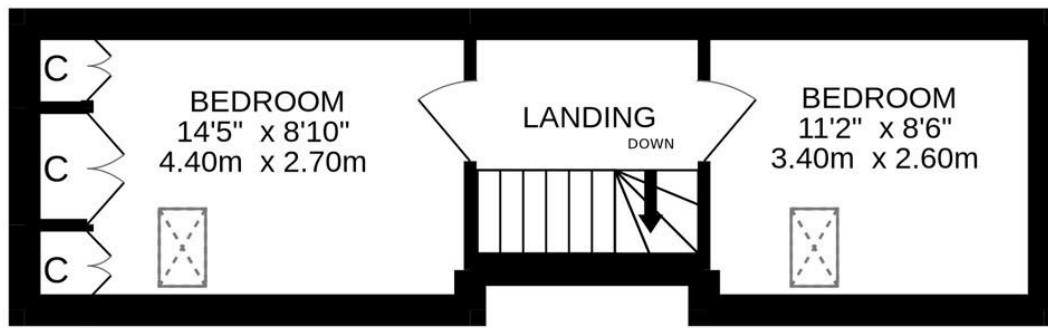 C
C
C
BEDROOM
14'5" x 8'10"
4.40m x 2.70m
LANDING
DOWN
BEDROOM
11'2" x 8'6"
3.40m x 2.60m